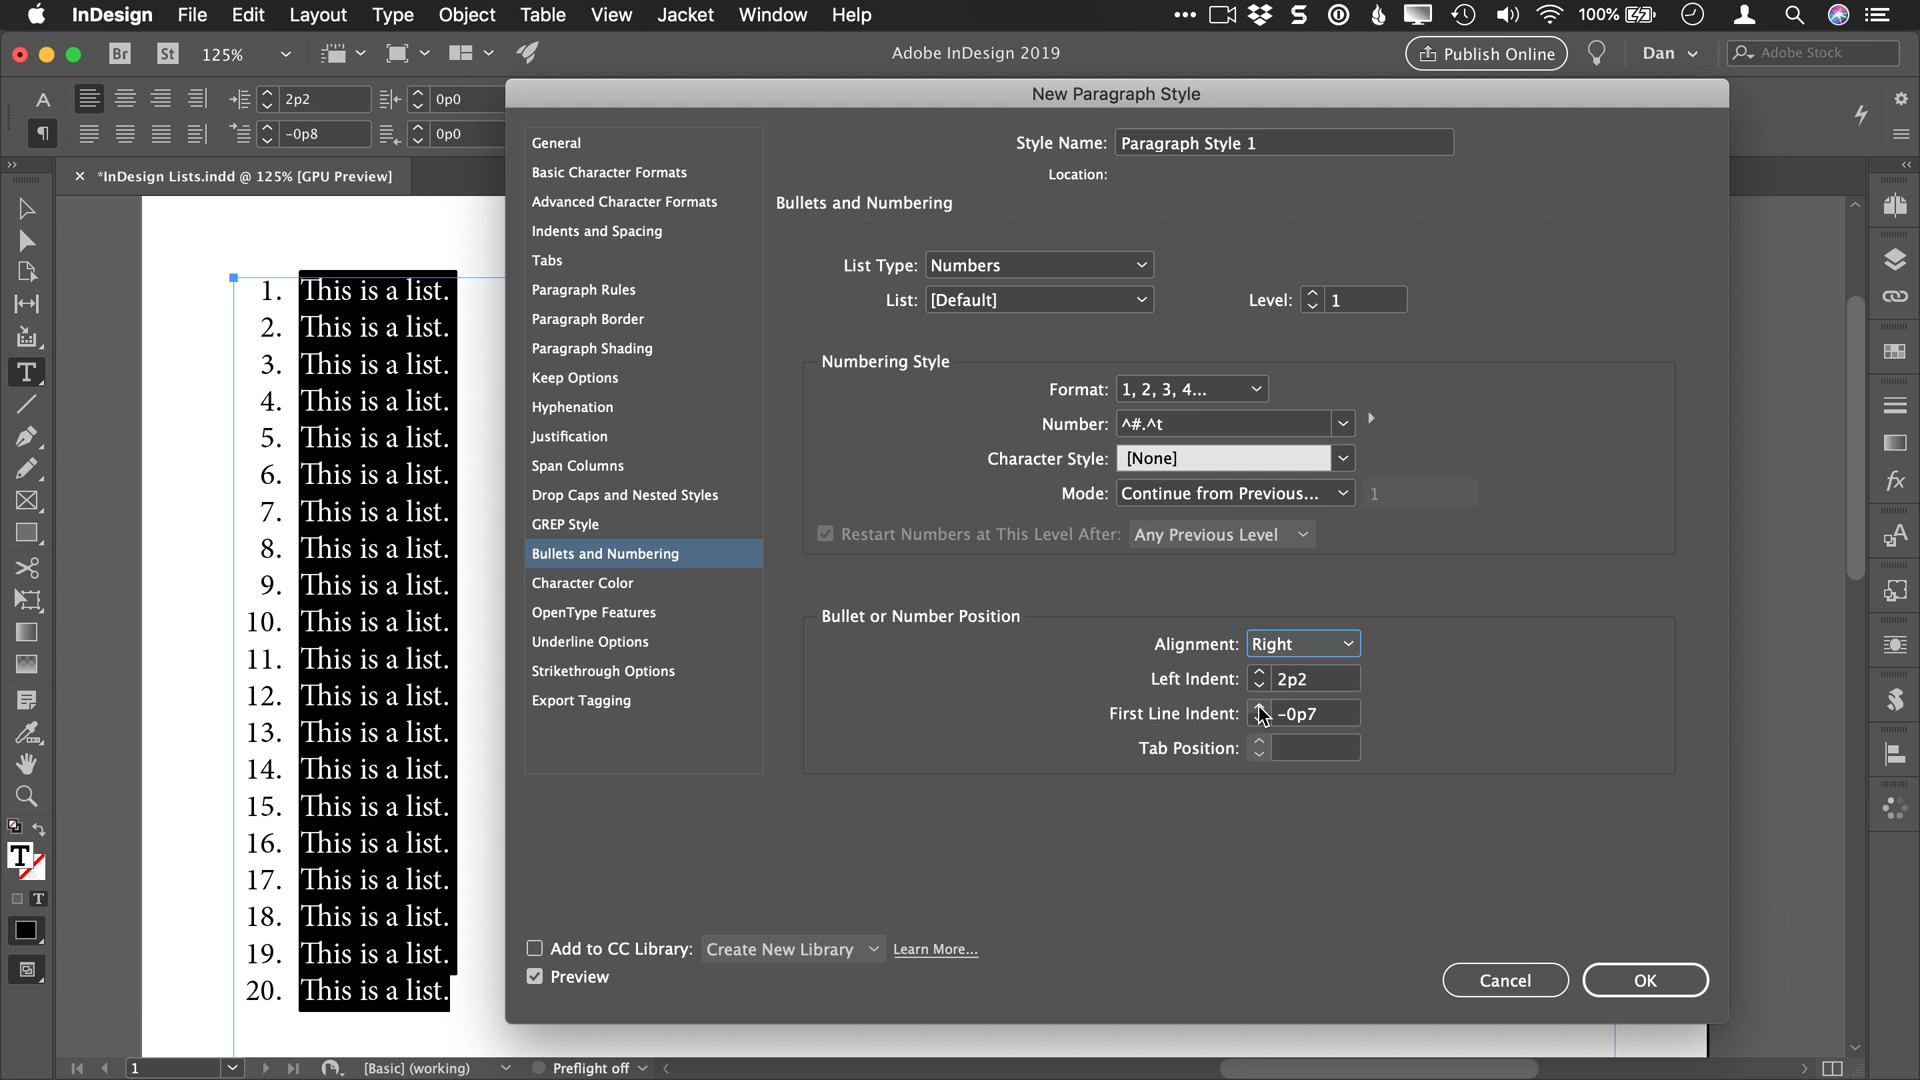 InDesign File Edit Layout Type Object Table View Jacket Window Help 100%
Br St 125% Adobe InDesign 2019 Publish Online Dan Adobe Stock
A 2p2 0p0
¶ -0p8 0p0
*InDesign Lists.indd @ 125% [GPU Preview]
New Paragraph Style
General
Basic Character Formats
Advanced Character Formats
Indents and Spacing
Tabs
Paragraph Rules
Paragraph Border
Paragraph Shading
Keep Options
Hyphenation
Justification
Span Columns
Drop Caps and Nested Styles
GREP Style
Bullets and Numbering
Character Color
OpenType Features
Underline Options
Strikethrough Options
Export Tagging
Style Name: Paragraph Style 1
Location:
Bullets and Numbering
List Type: Numbers
List: [Default] Level: 1
Numbering Style
Format: 1, 2, 3, 4...
Number: ^#.^t
Character Style: [None]
Mode: Continue from Previous... 1
Restart Numbers at This Level After: Any Previous Level
Bullet or Number Position
Alignment: Right
Left Indent: 2p2
First Line Indent: -0p7
Tab Position:
Add to CC Library: Create New Library Learn More...
Preview
Cancel OK
1. This is a list.
2. This is a list.
3. This is a list.
4. This is a list.
5. This is a list.
6. This is a list.
7. This is a list.
8. This is a list.
9. This is a list.
10. This is a list.
11. This is a list.
12. This is a list.
13. This is a list.
14. This is a list.
15. This is a list.
16. This is a list.
17. This is a list.
18. This is a list.
19. This is a list.
20. This is a list.
1 [Basic] (working) Preflight off